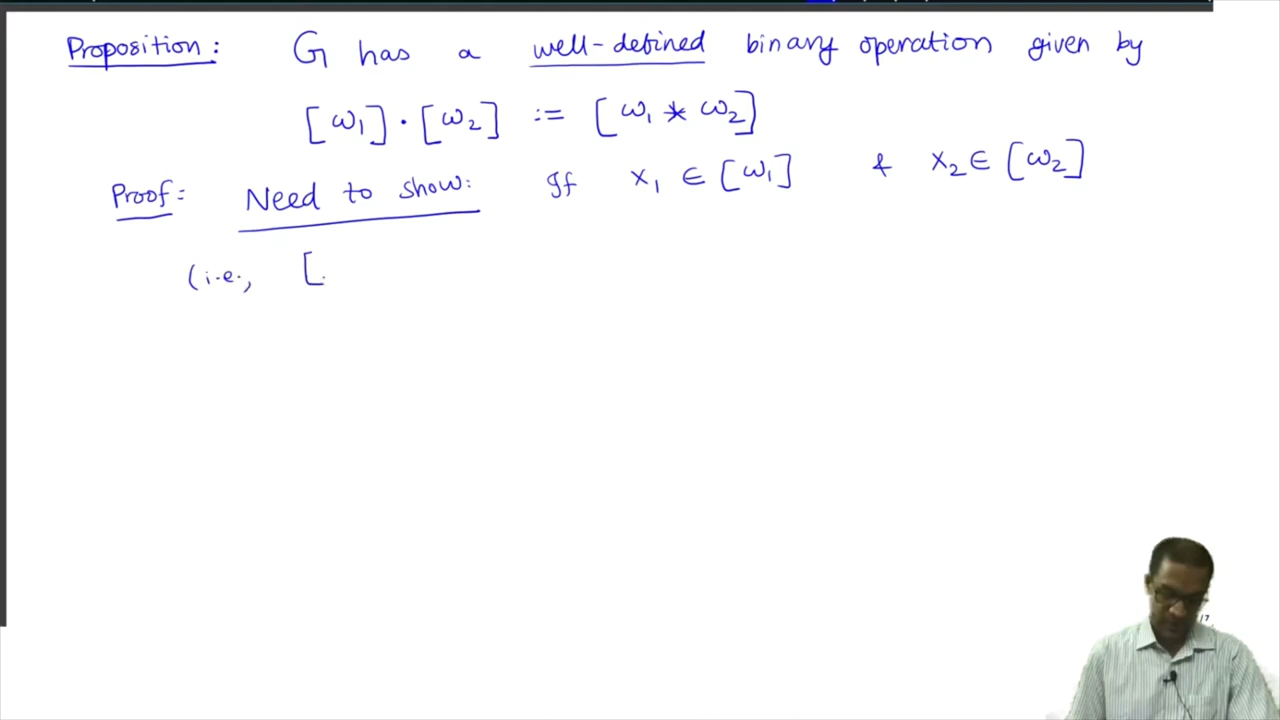 Proposition: G has a well-defined binary operation given by
[ω₁] · [ω₂] := [ω₁ * ω₂]
Proof: Need to show: If x₁ ∈ [ω₁] & x₂ ∈ [ω₂]
(i.e., [